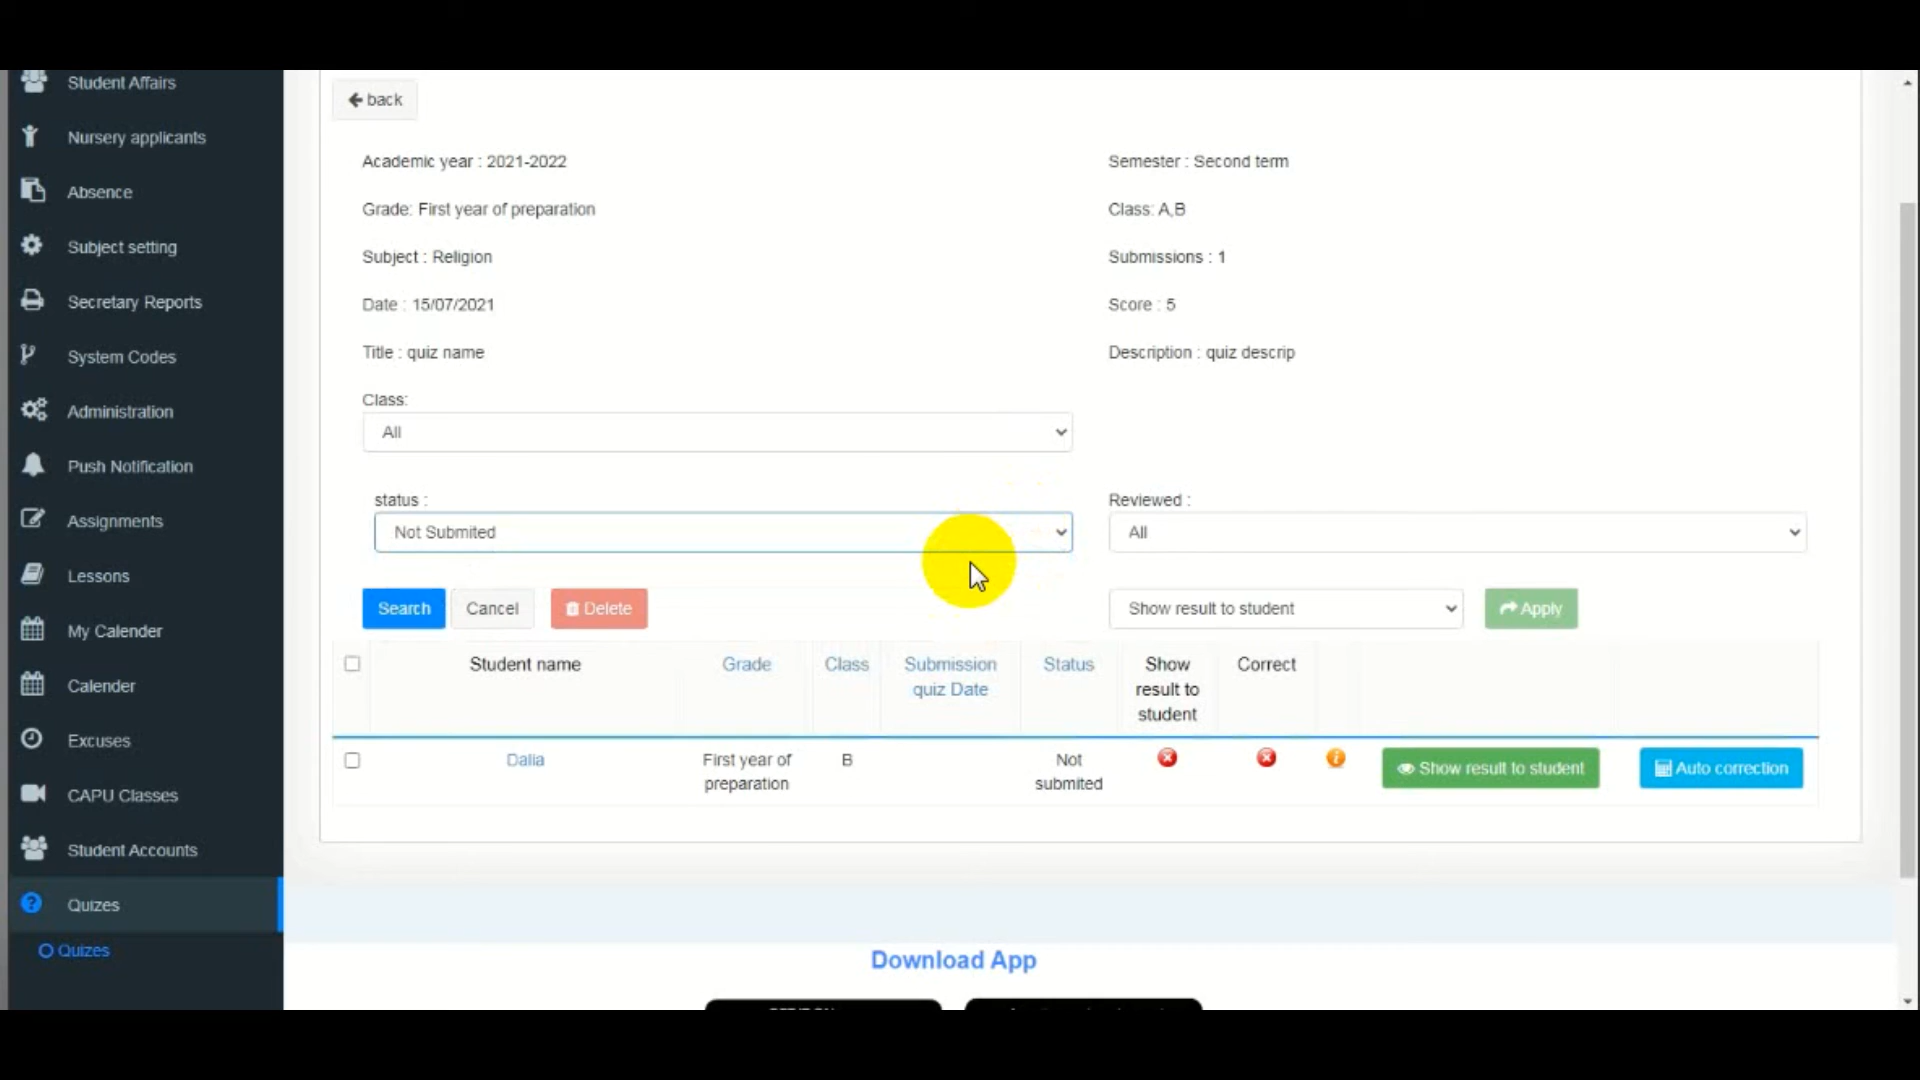 Student Affairs
Nursery applicants
Absence
Subject setting
Secretary Reports
System Codes
Administration
Push Notification
Assignments
Lessons
My Calender
Calender
Excuses
CAPU Classes
Student Accounts
Quizes
Quizes
back
Academic year : 2021-2022
Semester : Second term
Grade: First year of preparation
Class: A,B
Subject : Religion
Submissions : 1
Date : 15/07/2021
Score : 5
Title : quiz name
Description : quiz descrip
Class:
All
status :
Reviewed :
Not Submited
All
Search
Cancel
Delete
Show result to student
Apply
Student name
Grade
Class
Submission
quiz Date
Status
Show
result to
student
Correct
Dalia
First year of
preparation
B
Not
submited
Show result to student
Auto correction
Download App